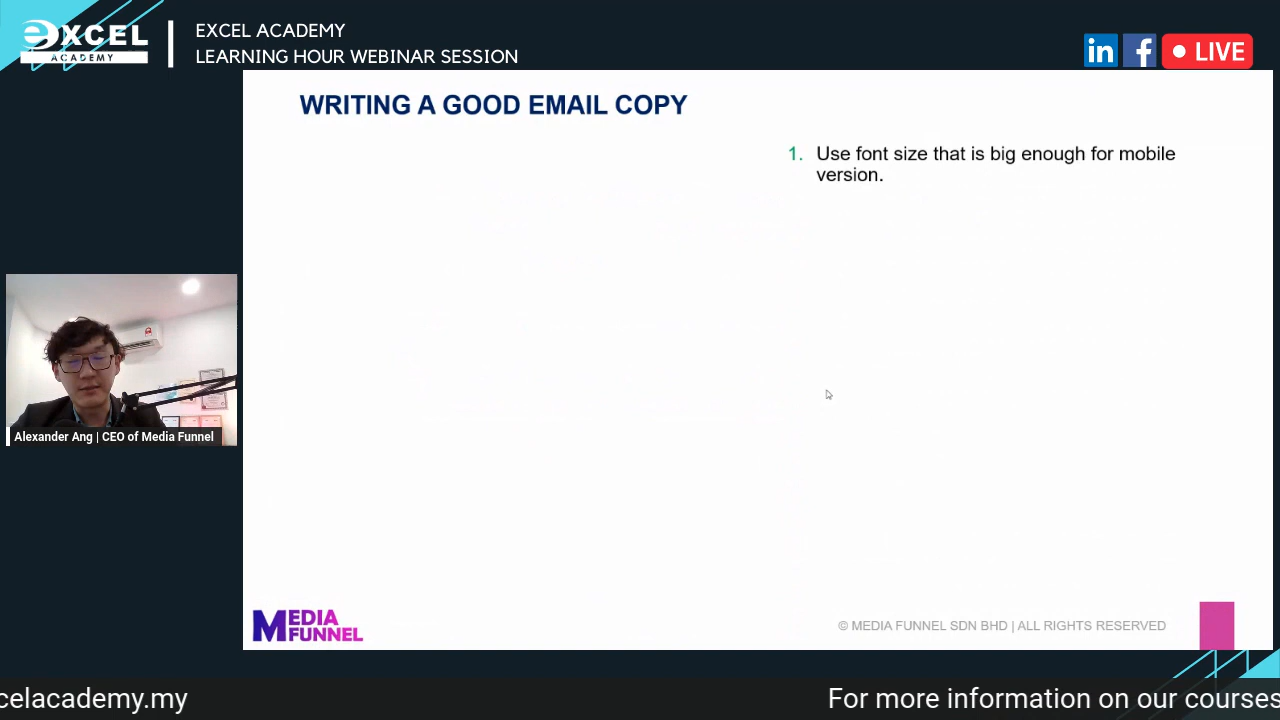 eXCEL
ACADEMY
EXCEL ACADEMY
LEARNING HOUR WEBINAR SESSION
in f LIVE
WRITING A GOOD EMAIL COPY
1. Use font size that is big enough for mobile
version.
Alexander Ang | CEO of Media Funnel
MEDIA
FUNNEL
© MEDIA FUNNEL SDN BHD | ALL RIGHTS RESERVED
celacademy.my
For more information on our courses